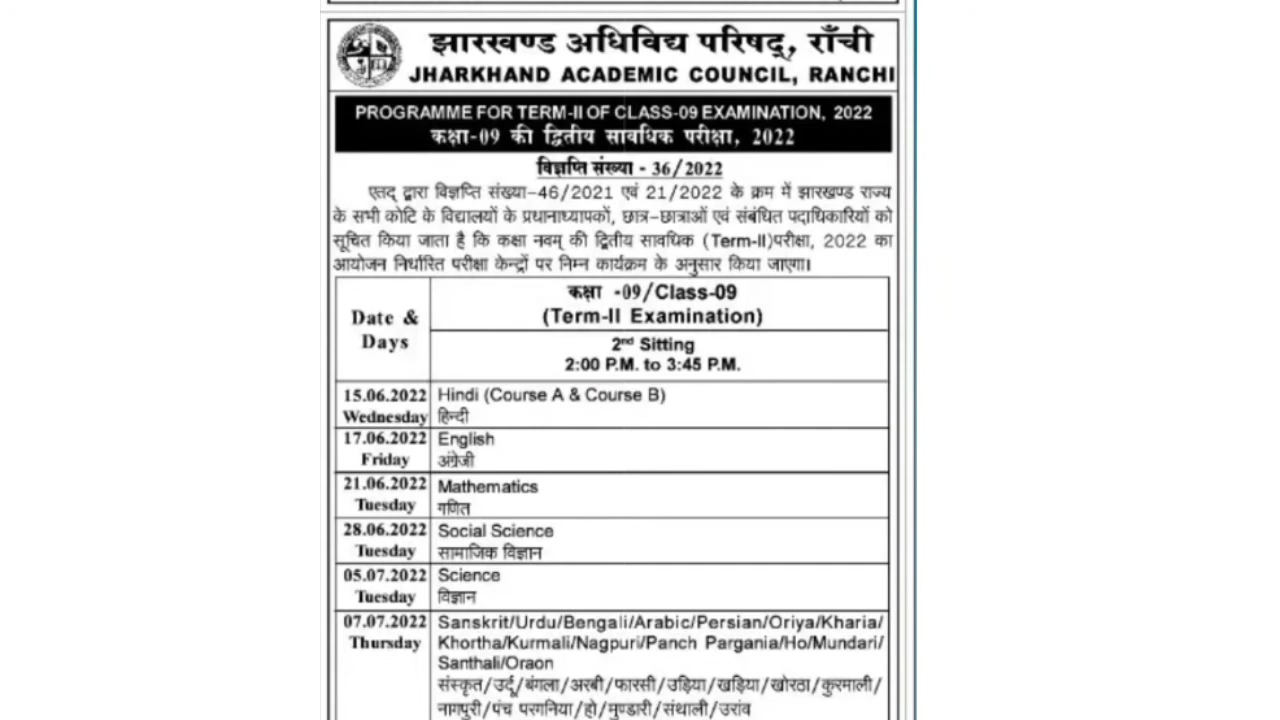 झारखण्ड अधिविद्य परिषद्, राँची
JHARKHAND ACADEMIC COUNCIL, RANCHI
PROGRAMME FOR TERM-II OF CLASS-09 EXAMINATION, 2022
कक्षा-09 की द्वितीय सावधिक परीक्षा, 2022
विज्ञप्ति संख्या - 36/2022
एतद् द्वारा विज्ञप्ति संख्या-46/2021 एवं 21/2022 के क्रम में झारखण्ड राज्य
के सभी कोटि के विद्यालयों के प्रधानाध्यापकों, छात्र-छात्राओं एवं संबंधित पदाधिकारियों को
सूचित किया जाता है कि कक्षा नवम् की द्वितीय सावधिक (Term-II)परीक्षा, 2022 का
आयोजन निर्धारित परीक्षा केन्द्रों पर निम्न कार्यक्रम के अनुसार किया जाएगा।
Date & Days
कक्षा -09/Class-09
(Term-II Examination)
2nd Sitting
2:00 P.M. to 3:45 P.M.
15.06.2022 Hindi (Course A & Course B)
Wednesday हिन्दी
17.06.2022 English
Friday अंग्रेजी
21.06.2022 Mathematics
Tuesday गणित
28.06.2022 Social Science
Tuesday सामाजिक विज्ञान
05.07.2022 Science
Tuesday विज्ञान
07.07.2022 Sanskrit/Urdu/Bengali/Arabic/Persian/Oriya/Kharia/
Thursday Khortha/Kurmali/Nagpuri/Panch Pargania/Ho/Mundari/
Santhali/Oraon
संस्कृत/उर्दू/बंगला/अरबी/फारसी/उड़िया/खड़िया/खोरठा/कुरमाली/
नागपुरी/पंच परगनिया/हो/मुण्डारी/संथाली/उरांव